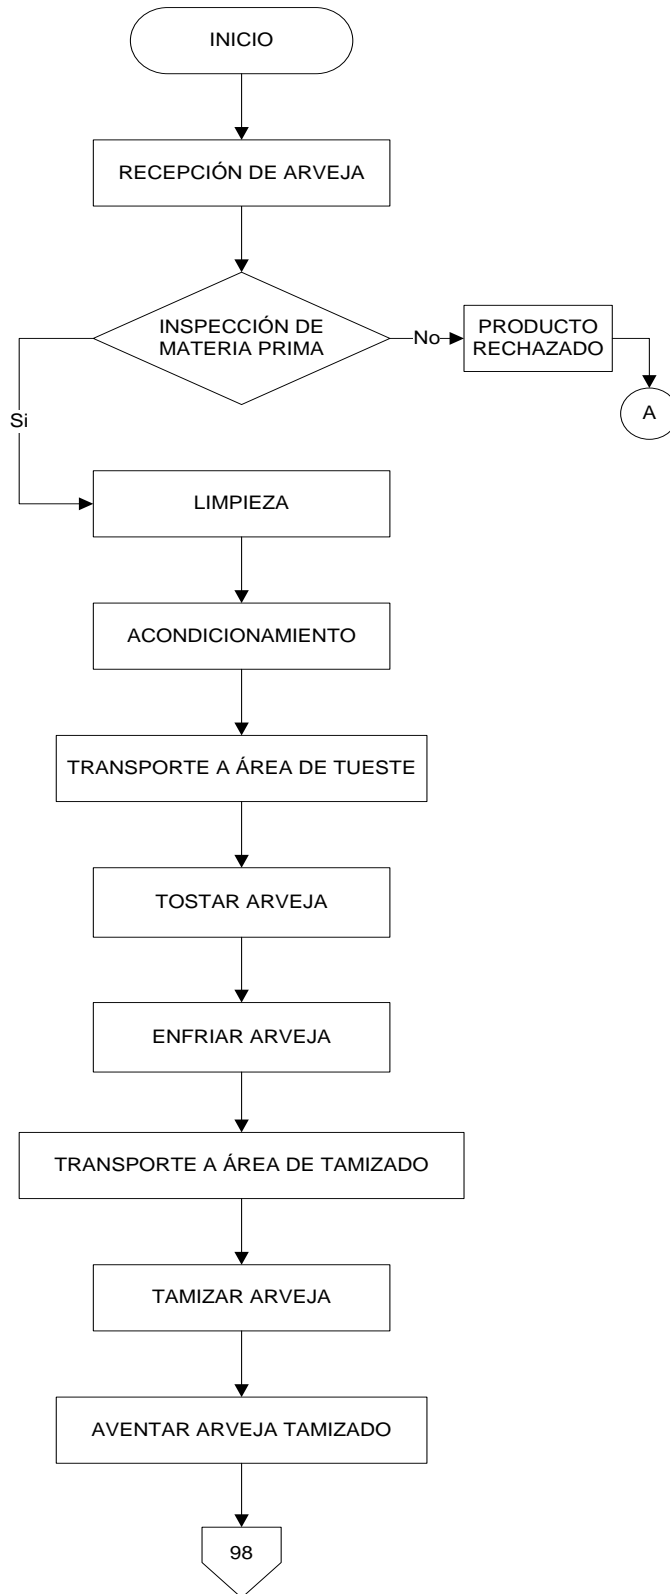 INICIO
RECEPCIÓN DE ARVEJA
INSPECCIÓN DE
MATERIA PRIMA
No
PRODUCTO
RECHAZADO
A
Si
LIMPIEZA
ACONDICIONAMIENTO
TRANSPORTE A ÁREA DE TUESTE
TOSTAR ARVEJA
ENFRIAR ARVEJA
TRANSPORTE A ÁREA DE TAMIZADO
TAMIZAR ARVEJA
AVENTAR ARVEJA TAMIZADO
98